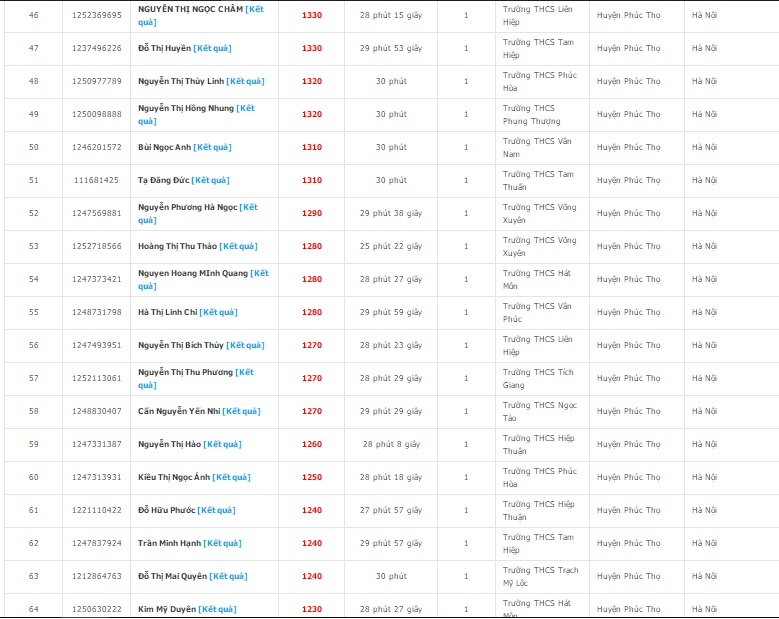 46 1252369695 NGUYỄN THỊ NGỌC CHÂM [Kết quả] 1330 28 phút 15 giây 1 Trường THCS Liên Hiệp Huyện Phúc Thọ Hà Nội
47 1237496226 Đỗ Thị Huyền [Kết quả] 1330 29 phút 53 giây 1 Trường THCS Tam Hiệp Huyện Phúc Thọ Hà Nội
48 1250977789 Nguyễn Thị Thùy Linh [Kết quả] 1320 30 phút 1 Trường THCS Phúc Hòa Huyện Phúc Thọ Hà Nội
49 1250098888 Nguyễn Thị Hồng Nhung [Kết quả] 1320 30 phút 1 Trường THCS Phụng Thượng Huyện Phúc Thọ Hà Nội
50 1246201572 Bùi Ngọc Anh [Kết quả] 1310 30 phút 1 Trường THCS Vân Nam Huyện Phúc Thọ Hà Nội
51 111681425 Tạ Đăng Đức [Kết quả] 1310 30 phút 1 Trường THCS Tam Thuấn Huyện Phúc Thọ Hà Nội
52 1247569881 Nguyễn Phương Hà Ngọc [Kết quả] 1290 29 phút 38 giây 1 Trường THCS Võng Xuyên Huyện Phúc Thọ Hà Nội
53 1252718566 Hoàng Thị Thu Thảo [Kết quả] 1280 25 phút 22 giây 1 Trường THCS Võng Xuyên Huyện Phúc Thọ Hà Nội
54 1247373421 Nguyen Hoang MInh Quang [Kết quả] 1280 28 phút 27 giây 1 Trường THCS Hát Môn Huyện Phúc Thọ Hà Nội
55 1248731798 Hà Thị Linh Chi [Kết quả] 1280 29 phút 59 giây 1 Trường THCS Vân Phúc Huyện Phúc Thọ Hà Nội
56 1247493951 Nguyễn Thị Bích Thủy [Kết quả] 1270 28 phút 23 giây 1 Trường THCS Liên Hiệp Huyện Phúc Thọ Hà Nội
57 1252113061 Nguyễn Thị Thu Phương [Kết quả] 1270 28 phút 29 giây 1 Trường THCS Tích Giang Huyện Phúc Thọ Hà Nội
58 1248830407 Cấn Nguyễn Yến Nhi [Kết quả] 1270 29 phút 29 giây 1 Trường THCS Ngọc Tảo Huyện Phúc Thọ Hà Nội
59 1247331387 Nguyễn Thị Hảo [Kết quả] 1260 28 phút 8 giây 1 Trường THCS Hiệp Thuận Huyện Phúc Thọ Hà Nội
60 1247313931 Kiều Thị Ngọc Ánh [Kết quả] 1250 28 phút 18 giây 1 Trường THCS Phúc Hòa Huyện Phúc Thọ Hà Nội
61 1221110422 Đỗ Hữu Phước [Kết quả] 1240 27 phút 57 giây 1 Trường THCS Hiệp Thuận Huyện Phúc Thọ Hà Nội
62 1247837924 Trần Minh Hạnh [Kết quả] 1240 29 phút 57 giây 1 Trường THCS Tam Hiệp Huyện Phúc Thọ Hà Nội
63 1212864763 Đỗ Thị Mai Quyên [Kết quả] 1240 30 phút 1 Trường THCS Trạch Mỹ Lộc Huyện Phúc Thọ Hà Nội
64 1250630222 Kim Mỹ Duyên [Kết quả] 1230 28 phút 27 giây 1 Trường THCS Hát Môn Huyện Phúc Thọ Hà Nội